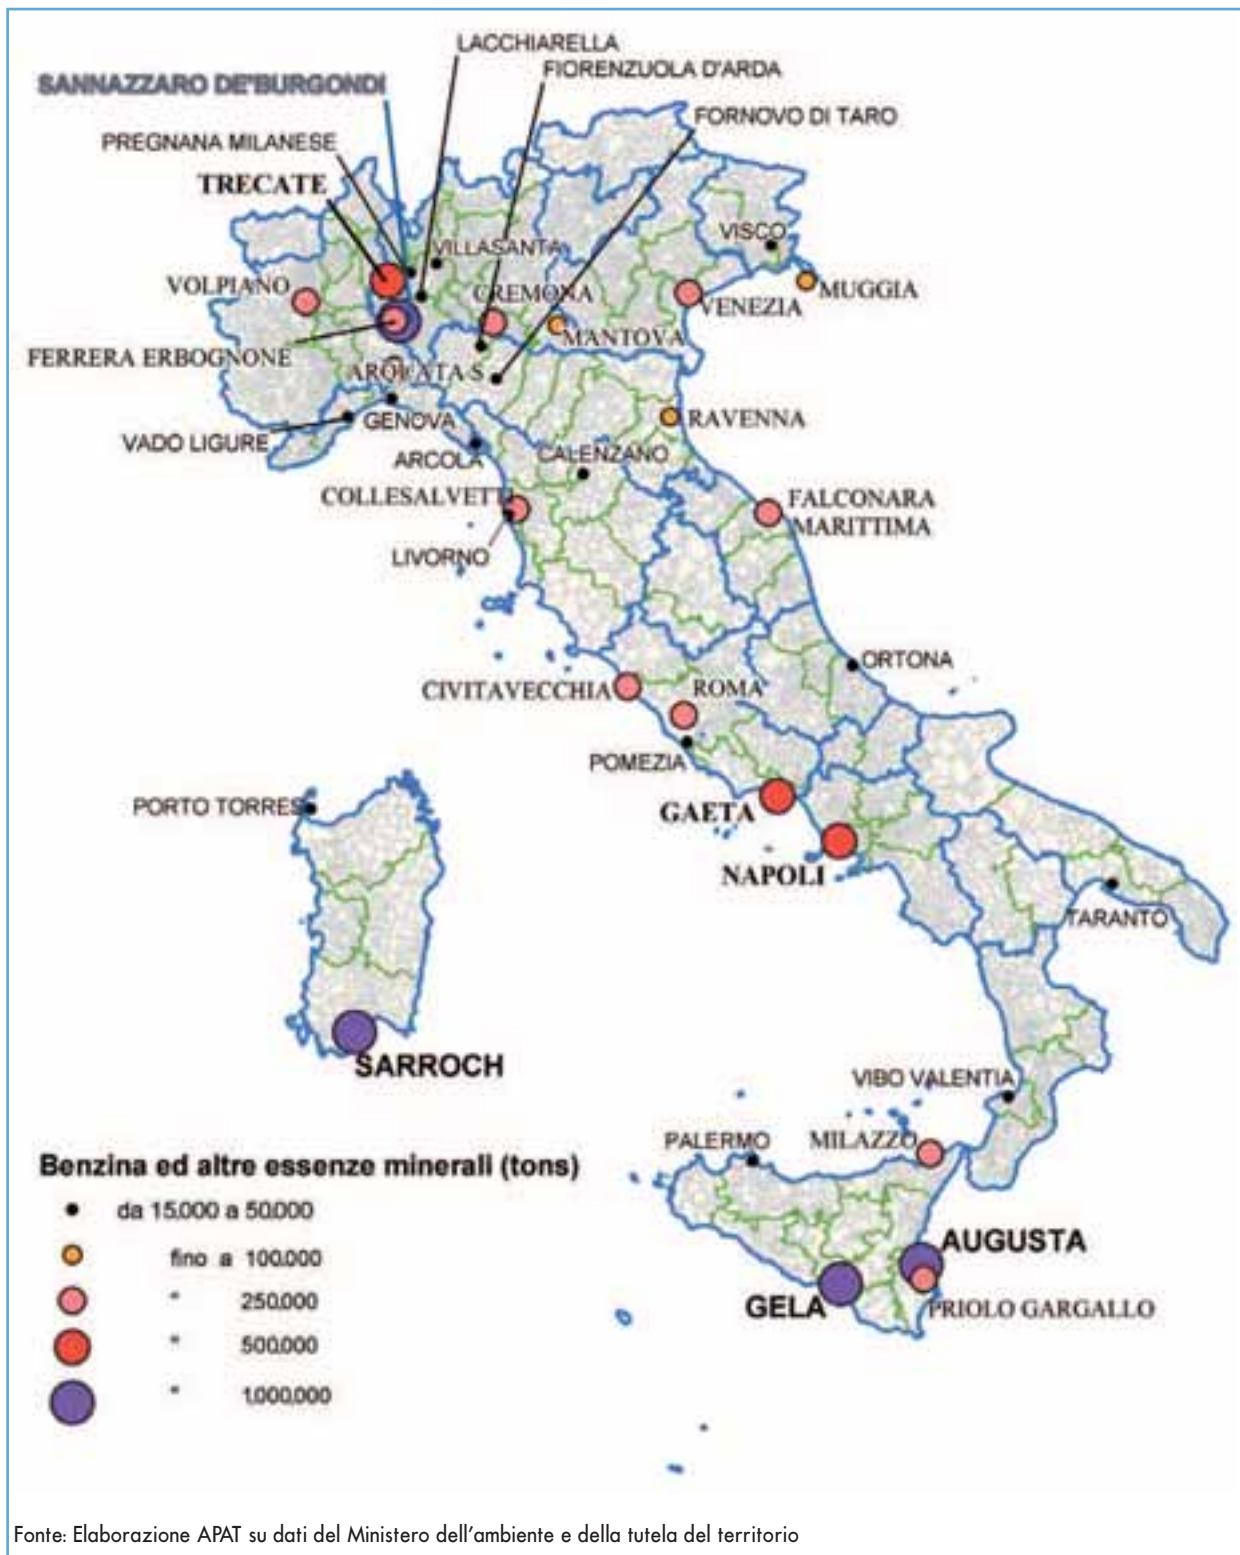 LACCHIARELLA
FIORENZUOLA D'ARDA
SANNAZZARO DE'BURGONDI
FORNOVO DI TARO
PREGNANA MILANESE
TRECATE
VISCO
VILLASANTA
VOLPIANO
CREMONA
MUGGIA
VENEZIA
MANTOVA
FERRERA ERBOGNONE
ARQUATA S
RAVENNA
GENOVA
VADO LIGURE
ARCOLA
CALENZANO
COLLESALVETTI
FALCONARA
MARITTIMA
LIVORNO
ORTONA
CIVITAVECCHIA
ROMA
POMEZIA
PORTO TORRES
GAETA
NAPOLI
TARANTO
SARROCH
VIBO VALENTIA
PALERMO
MILAZZO
AUGUSTA
GELA
PRIOLO GARGALLO
Benzina ed altre essenze minerali (tons)
da 15.000 a 50.000
fino a 100.000
" 250.000
" 500.000
" 1.000.000
Fonte: Elaborazione APAT su dati del Ministero dell'ambiente e della tutela del territorio